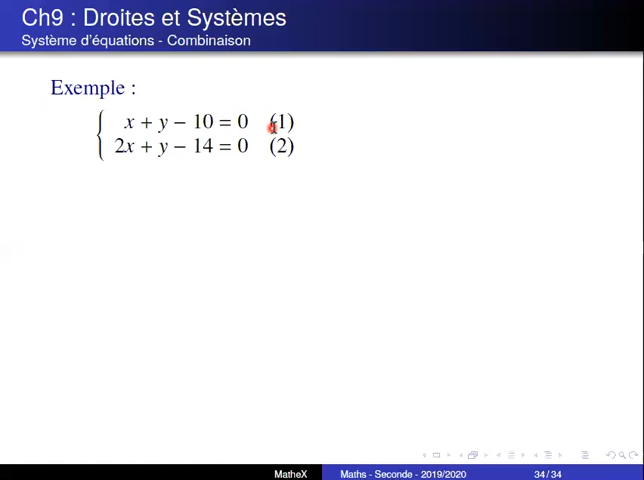 Ch9 : Droites et Systèmes
Système d'équations - Combinaison
Exemple :
x + y − 10 = 0 (1)
2x + y − 14 = 0 (2)
MatheX Maths - Seconde - 2019/2020 34 / 34